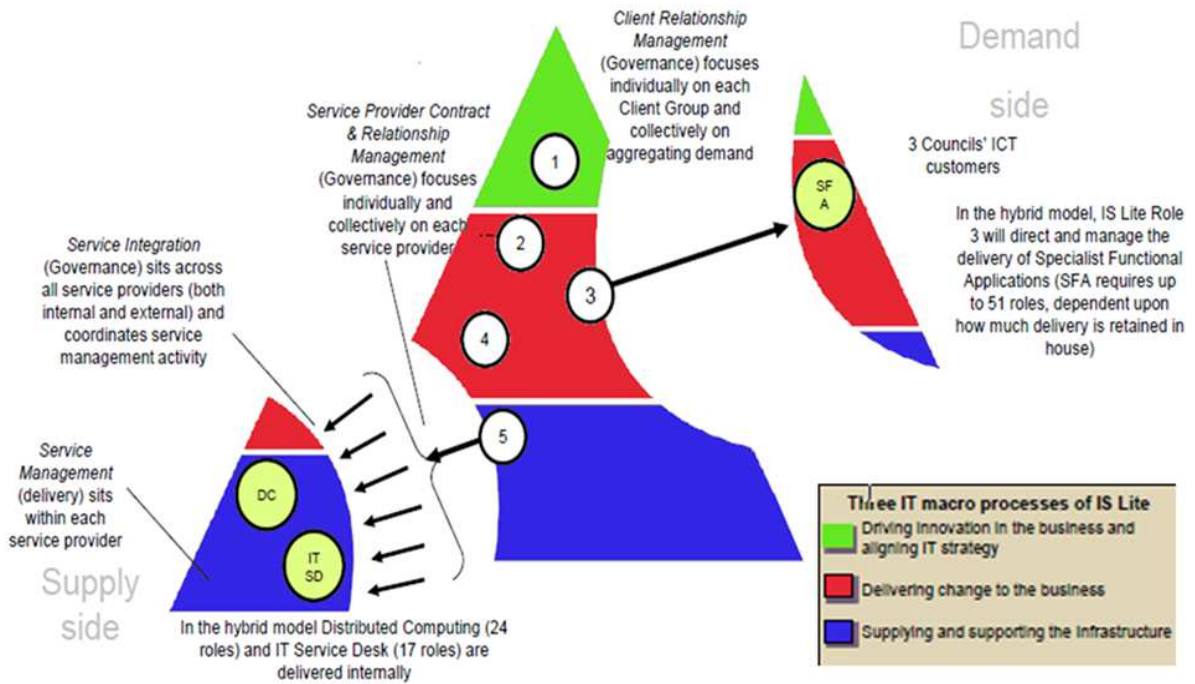 Client Relationship
Management
(Governance) focuses
individually on each
Client Group and
collectively on
aggregating demand
Demand
side
Service Provider Contract
& Relationship
Management
(Governance) focuses
individually and
collectively on each
service provider
3 Councils' ICT
customers
Service Integration
(Governance) sits across
all service providers (both
internal and external) and
coordinates service
management activity
In the hybrid model, IS Lite Role
3 will direct and manage the
delivery of Specialist Functional
Applications (SFA requires up
to 51 roles, dependent upon
how much delivery is retained in
house)
1
2
3
4
5
SF
A
Service
Management
(delivery) sits
within each
service provider
DC
IT
SD
Supply
side
In the hybrid model Distributed Computing (24
roles) and IT Service Desk (17 roles) are
delivered internally
Three IT macro processes of IS Lite
Driving innovation in the business and
aligning IT strategy
Delivering change to the business
Supplying and supporting the infrastructure